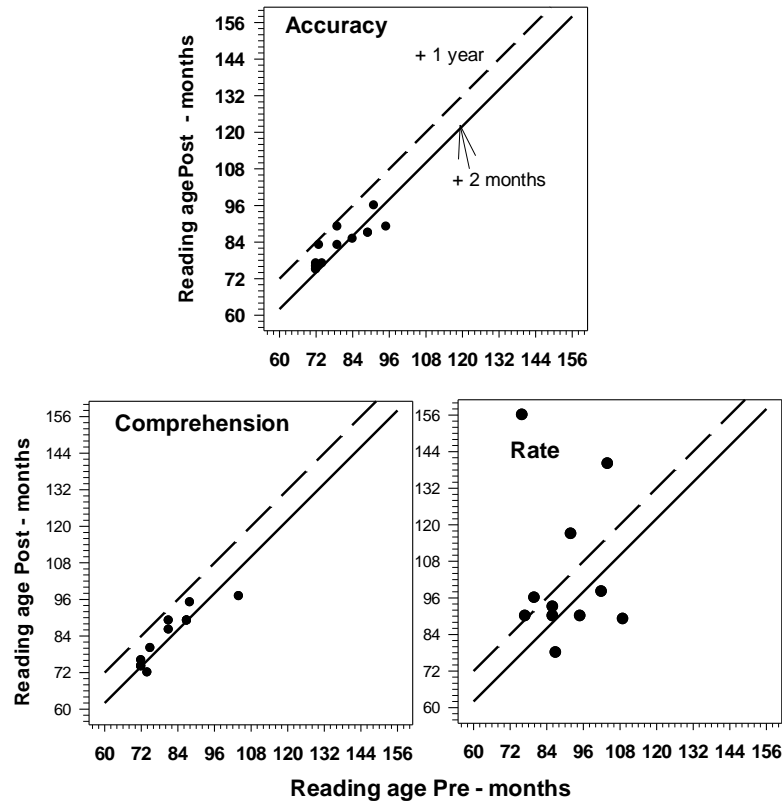 Accuracy
+ 1 year
+ 2 months
Reading agePost - months
156
144
132
120
108
96
84
72
60
60 72 84 96 108 120 132 144 156
Comprehension
Reading age Post - months
156
144
132
120
108
96
84
72
60
60 72 84 96 108 120 132 144 156
Rate
156
144
132
120
108
96
84
72
60
60 72 84 96 108 120 132 144 156
Reading age Pre - months